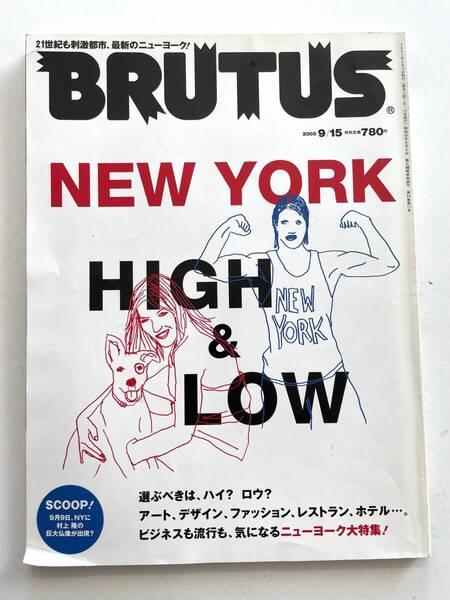 21世紀も刺激都市、最新のニューヨーク!
BRUTUS®
2003 9/15 特別定価780円
NEW YORK
HIGH
&
LOW
NEW
YORK
選ぶべきは、ハイ? ロウ?
アート、デザイン、ファッション、レストラン、ホテル…。
ビジネスも流行も、気になるニューヨーク大特集!
SCOOP!
9月9日、NYに
村上 隆の
巨大仏像が出現?